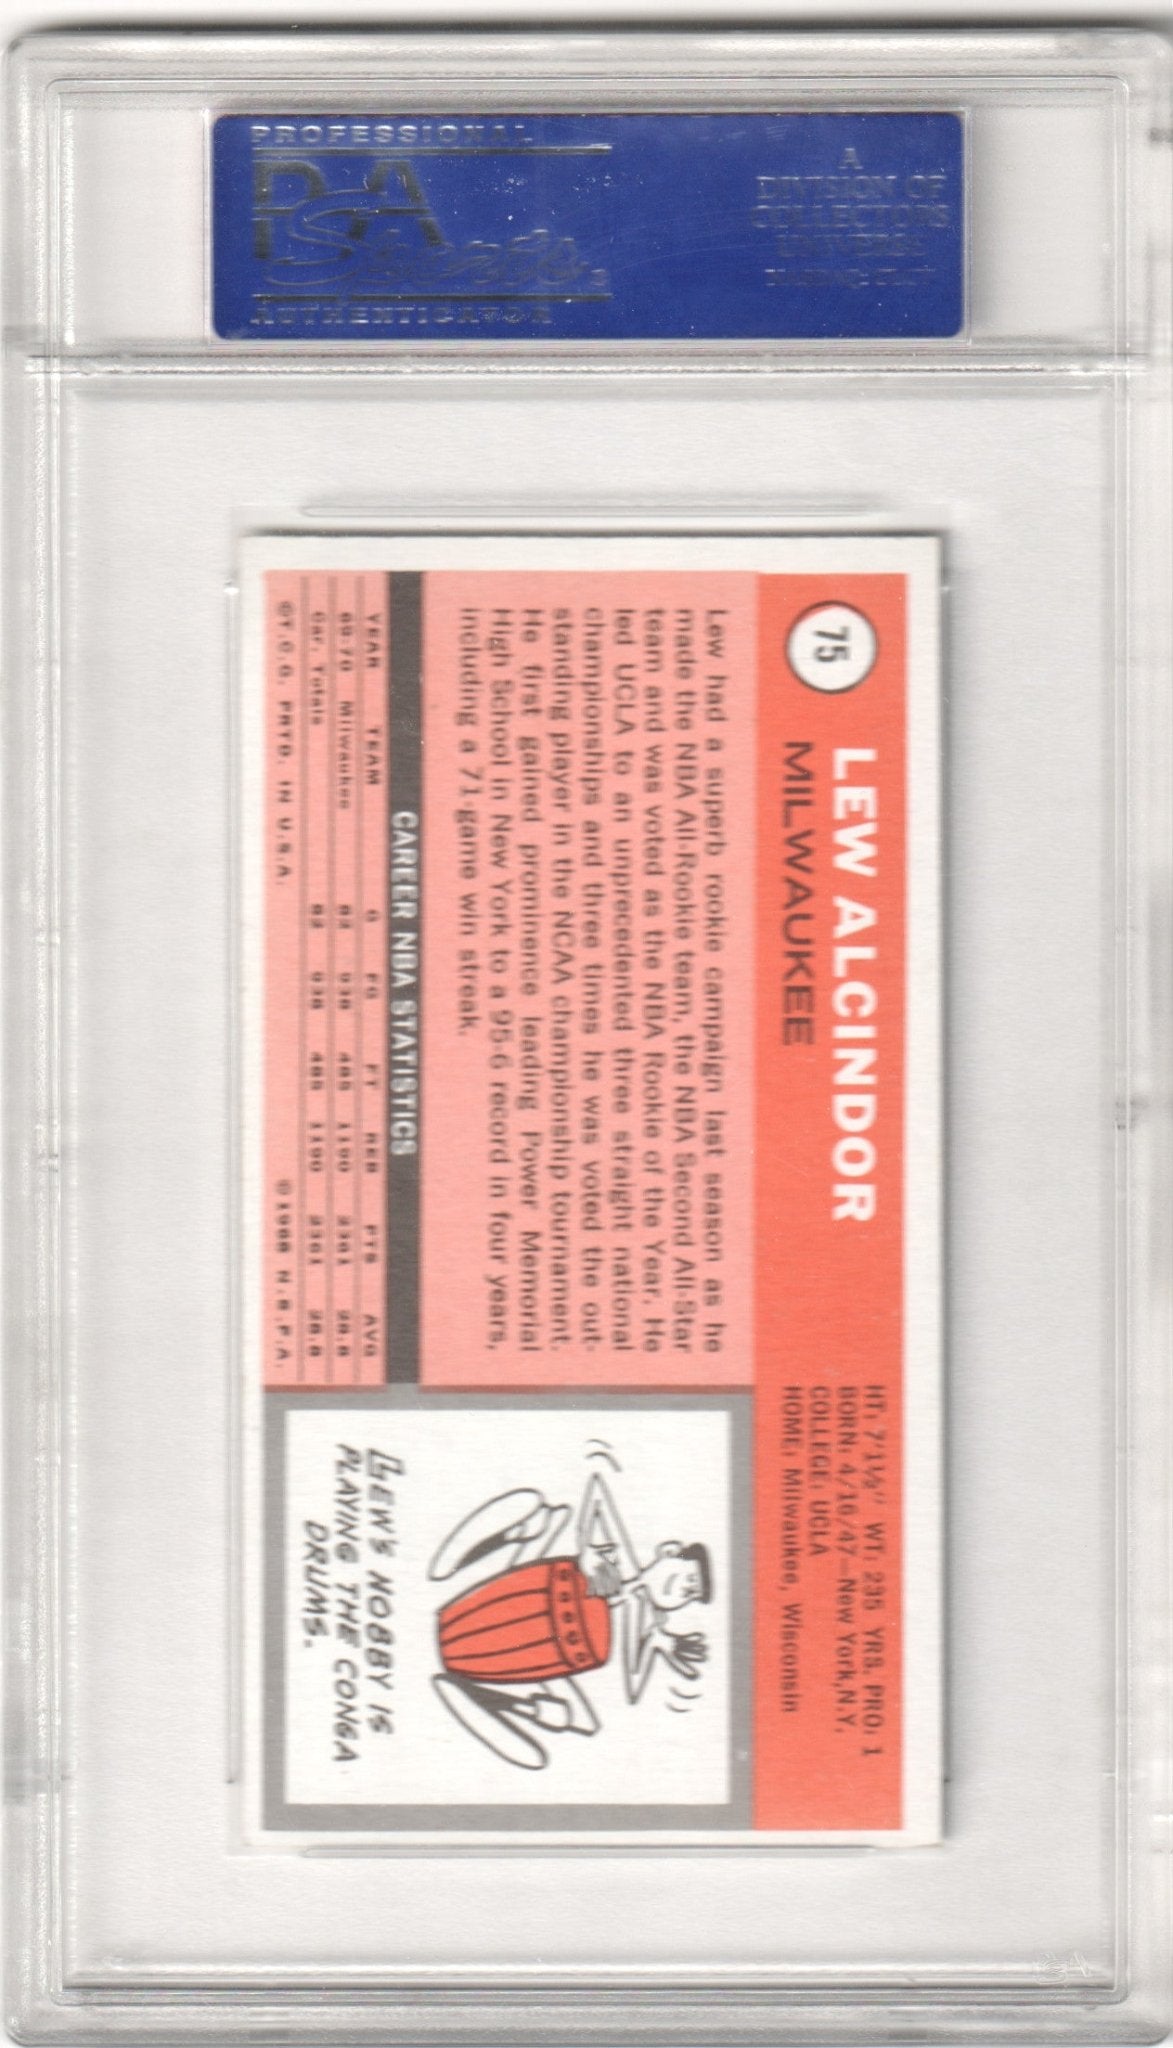 PROFESSIONAL
PSA
Sports
AUTHENTICATOR
A
DIVISION OF
COLLECTORS
UNIVERSE
75
LEW ALCINDOR
MILWAUKEE
HT: 7'1½" WT: 235 YRS. PRO: 1
BORN: 4/16/47—New York, N.Y.
COLLEGE: UCLA
HOME: Milwaukee, Wisconsin
Lew had a superb rookie campaign last season as he
made the NBA All-Rookie team, the NBA Second All-Star
team and was voted as the NBA Rookie of the Year. He
led UCLA to an unprecedented three straight national
championships and three times he was voted the out-
standing player in the NCAA championship tournament.
He first gained prominence leading Power Memorial
High School in New York to a 95-6 record in four years,
including a 71-game win streak.
CAREER NBA STATISTICS
YEAR TEAM G FG FT REB PTS AVG
69-70 Milwaukee 82 938 485 1190 2361 28.8
Car. Totals 82 938 485 1190 2361 28.8
©T.C.G. PRTD. IN U.S.A. © 1968 N.B.P.A.
LEW'S HOBBY IS
PLAYING THE CONGA
DRUMS.